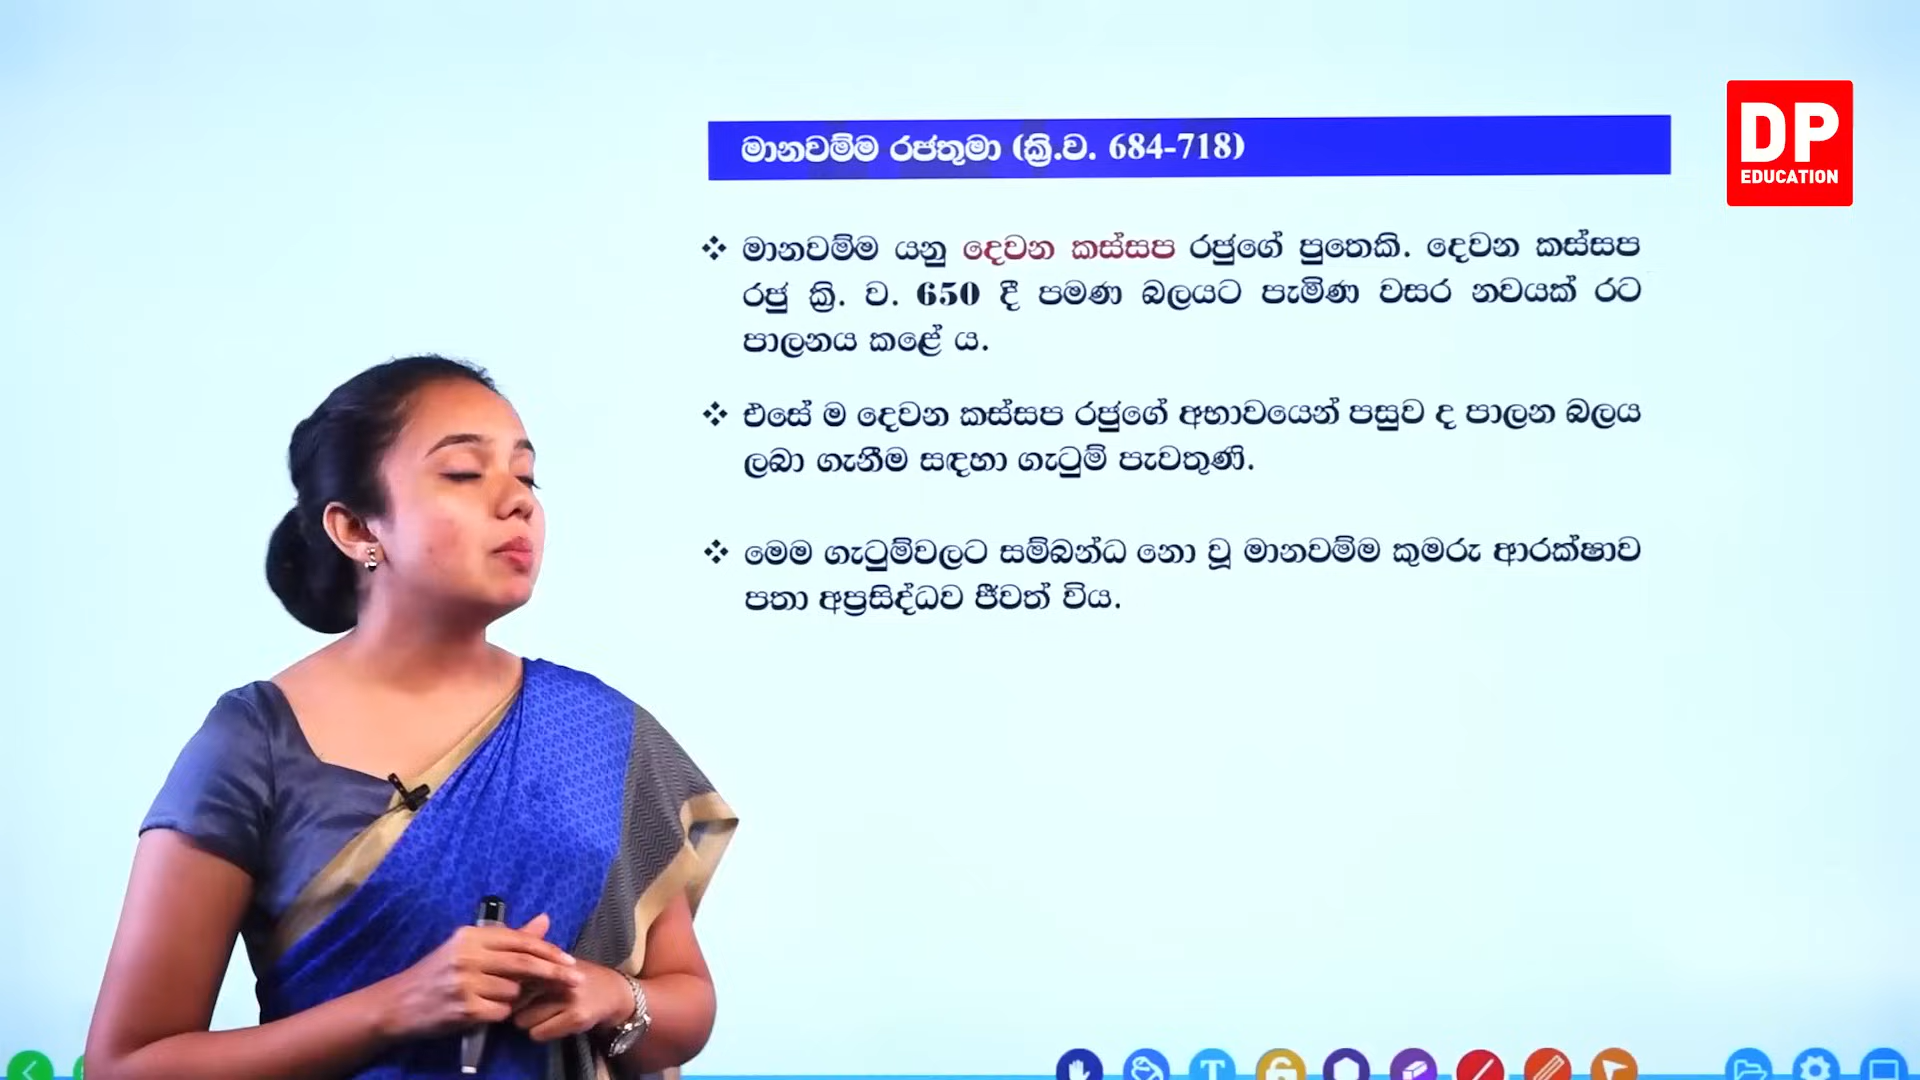 DP
EDUCATION
මානවම්ම රජතුමා (ක්‍රි.ව. 684-718)
❖ මානවම්ම යනු දෙවන කස්සප රජුගේ පුතෙකි. දෙවන කස්සප
රජු ක්‍රි. ව. 650 දී පමණ බලයට පැමිණ වසර නවයක් රට
පාලනය කළේ ය.
❖ එසේ ම දෙවන කස්සප රජුගේ අභාවයෙන් පසුව ද පාලන බලය
ලබා ගැනීම සඳහා ගැටුම් පැවතුණි.
❖ මෙම ගැටුම්වලට සම්බන්ධ නො වූ මානවම්ම කුමරු ආරක්ෂාව
පතා අප්‍රසිද්ධව ජීවත් විය.